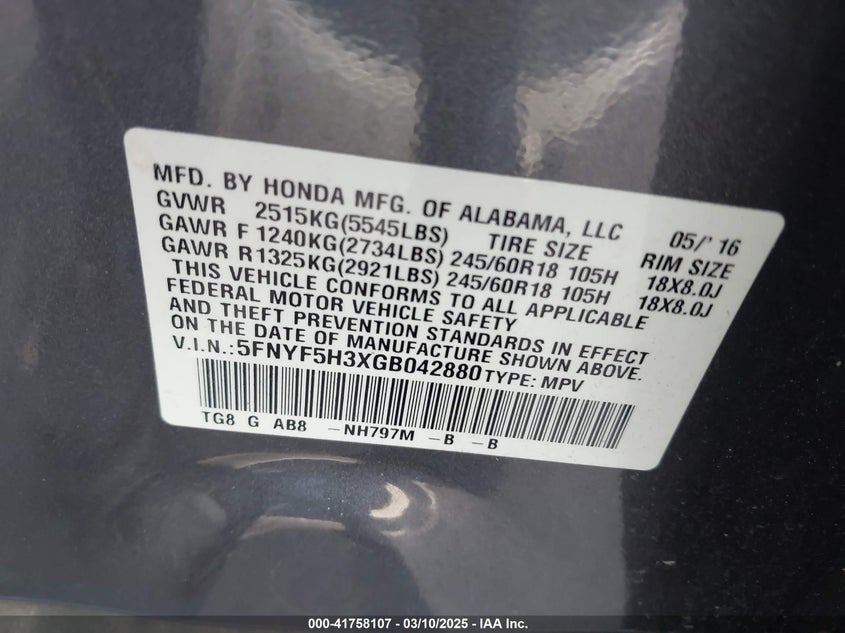 MFD. BY HONDA MFG. OF ALABAMA, LLC 05/' 16
GVWR 2515KG(5545LBS) TIRE SIZE RIM SIZE
GAWR F 1240KG(2734LBS) 245/60R18 105H 18X8.0J
GAWR R 1325KG(2921LBS) 245/60R18 105H 18X8.0J
THIS VEHICLE CONFORMS TO ALL APPLICABLE
FEDERAL MOTOR VEHICLE SAFETY
AND THEFT PREVENTION STANDARDS IN EFFECT
ON THE DATE OF MANUFACTURE SHOWN ABOVE.
V.I.N.:5FNYF5H3XGB042880 TYPE: MPV
TG8 G AB8 -NH797M -B -B
000-41758107 - 03/10/2025 - IAA Inc.